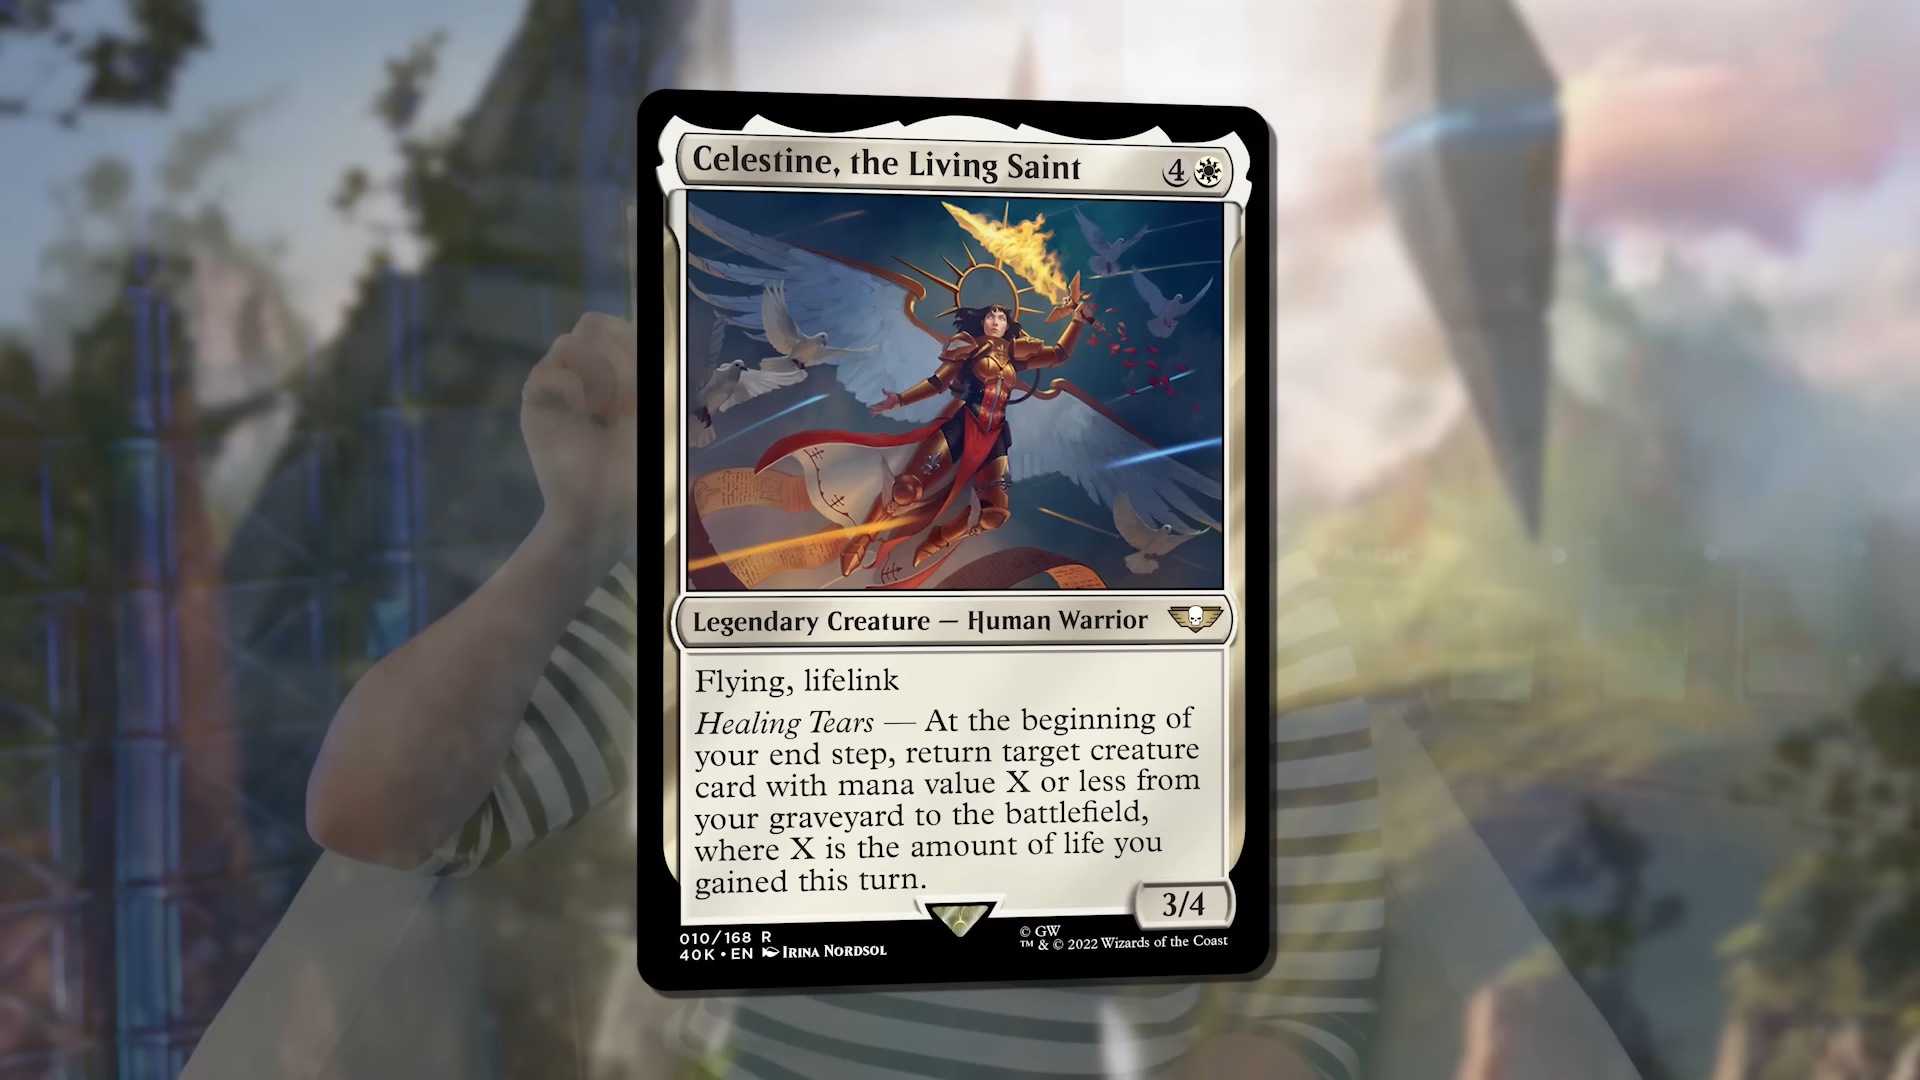 Celestine, the Living Saint 4
Legendary Creature — Human Warrior
Flying, lifelink
Healing Tears — At the beginning of
your end step, return target creature
card with mana value X or less from
your graveyard to the battlefield,
where X is the amount of life you
gained this turn.
3/4
010/168 R
40K • EN Irina Nordsol
© GW
™ & © 2022 Wizards of the Coast